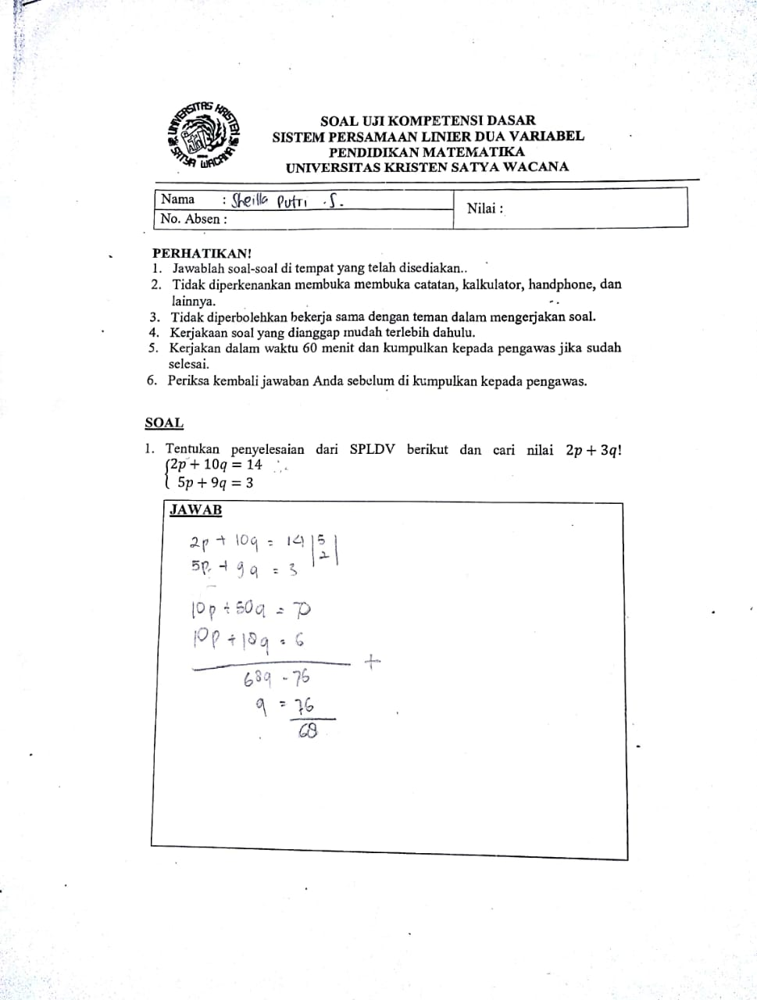 UNIVERSITAS KRISTEN
SATYA WACANA
SOAL UJI KOMPETENSI DASAR
SISTEM PERSAMAAN LINIER DUA VARIABEL
PENDIDIKAN MATEMATIKA
UNIVERSITAS KRISTEN SATYA WACANA
Nama : Sheilla Putri .S.
Nilai :
No. Absen :
PERHATIKAN!
1. Jawablah soal-soal di tempat yang telah disediakan..
2. Tidak diperkenankan membuka membuka catatan, kalkulator, handphone, dan
lainnya.
3. Tidak diperbolehkan bekerja sama dengan teman dalam mengerjakan soal.
4. Kerjakaan soal yang dianggap mudah terlebih dahulu.
5. Kerjakan dalam waktu 60 menit dan kumpulkan kepada pengawas jika sudah
selesai.
6. Periksa kembali jawaban Anda sebelum di kumpulkan kepada pengawas.
SOAL
1. Tentukan penyelesaian dari SPLDV berikut dan cari nilai 2p + 3q!
{2p + 10q = 14
5p + 9q = 3
JAWAB
2p + 10q = 14 |5|
5p + 9q = 3 |2|
10p + 50q = 70
10p + 18q = 6
+
68q = 76
q = 76
68